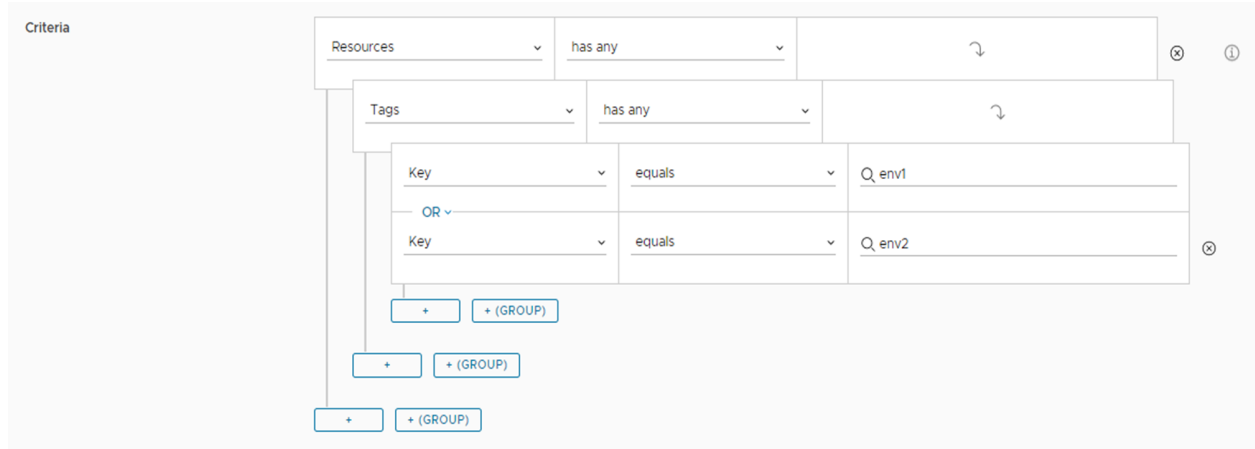 Criteria
Resources has any
Tags has any
Key equals env1
OR
Key equals env2
+ + (GROUP)
+ + (GROUP)
+ + (GROUP)